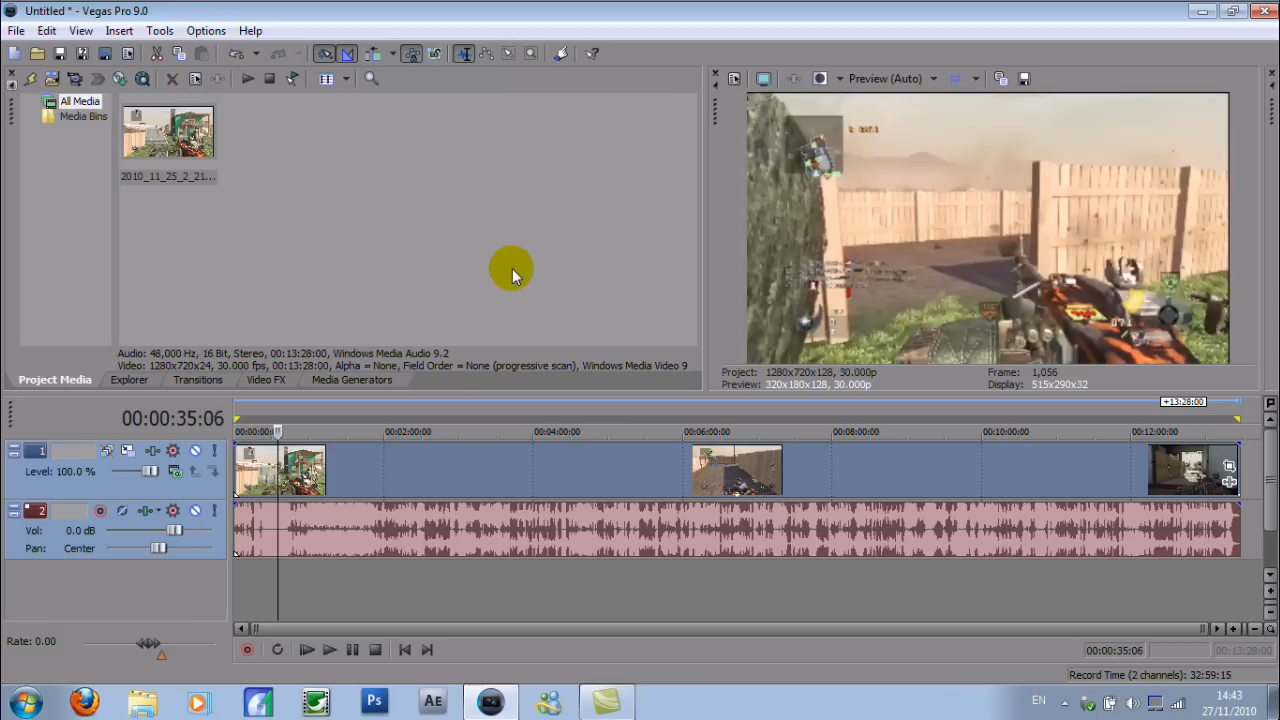 Untitled * - Vegas Pro 9.0
File Edit View Insert Tools Options Help
Preview (Auto)
All Media
Media Bins
2010_11_25_2_21...
Audio: 48,000 Hz, 16 Bit, Stereo, 00:13:28:00, Windows Media Audio 9.2
Video: 1280x720x24, 30.000 fps, 00:13:28:00, Alpha = None, Field Order = None (progressive scan), Windows Media Video 9
Project Media Explorer Transitions Video FX Media Generators
Project: 1280x720x128, 30.000p Frame: 1,056
Preview: 320x180x128, 30.000p Display: 515x290x32
+13:28:00
00:00:35:06
00:02:00:00 00:04:00:00 00:06:00:00 00:08:00:00 00:10:00:00 00:12:00:00
1
Level: 100.0 %
2
Vol: 0.0 dB
Pan: Center
Rate: 0.00
00:00:35:06 00:13:28:00
Record Time (2 channels): 32:59:15
Ps AE EN 14:43
27/11/2010